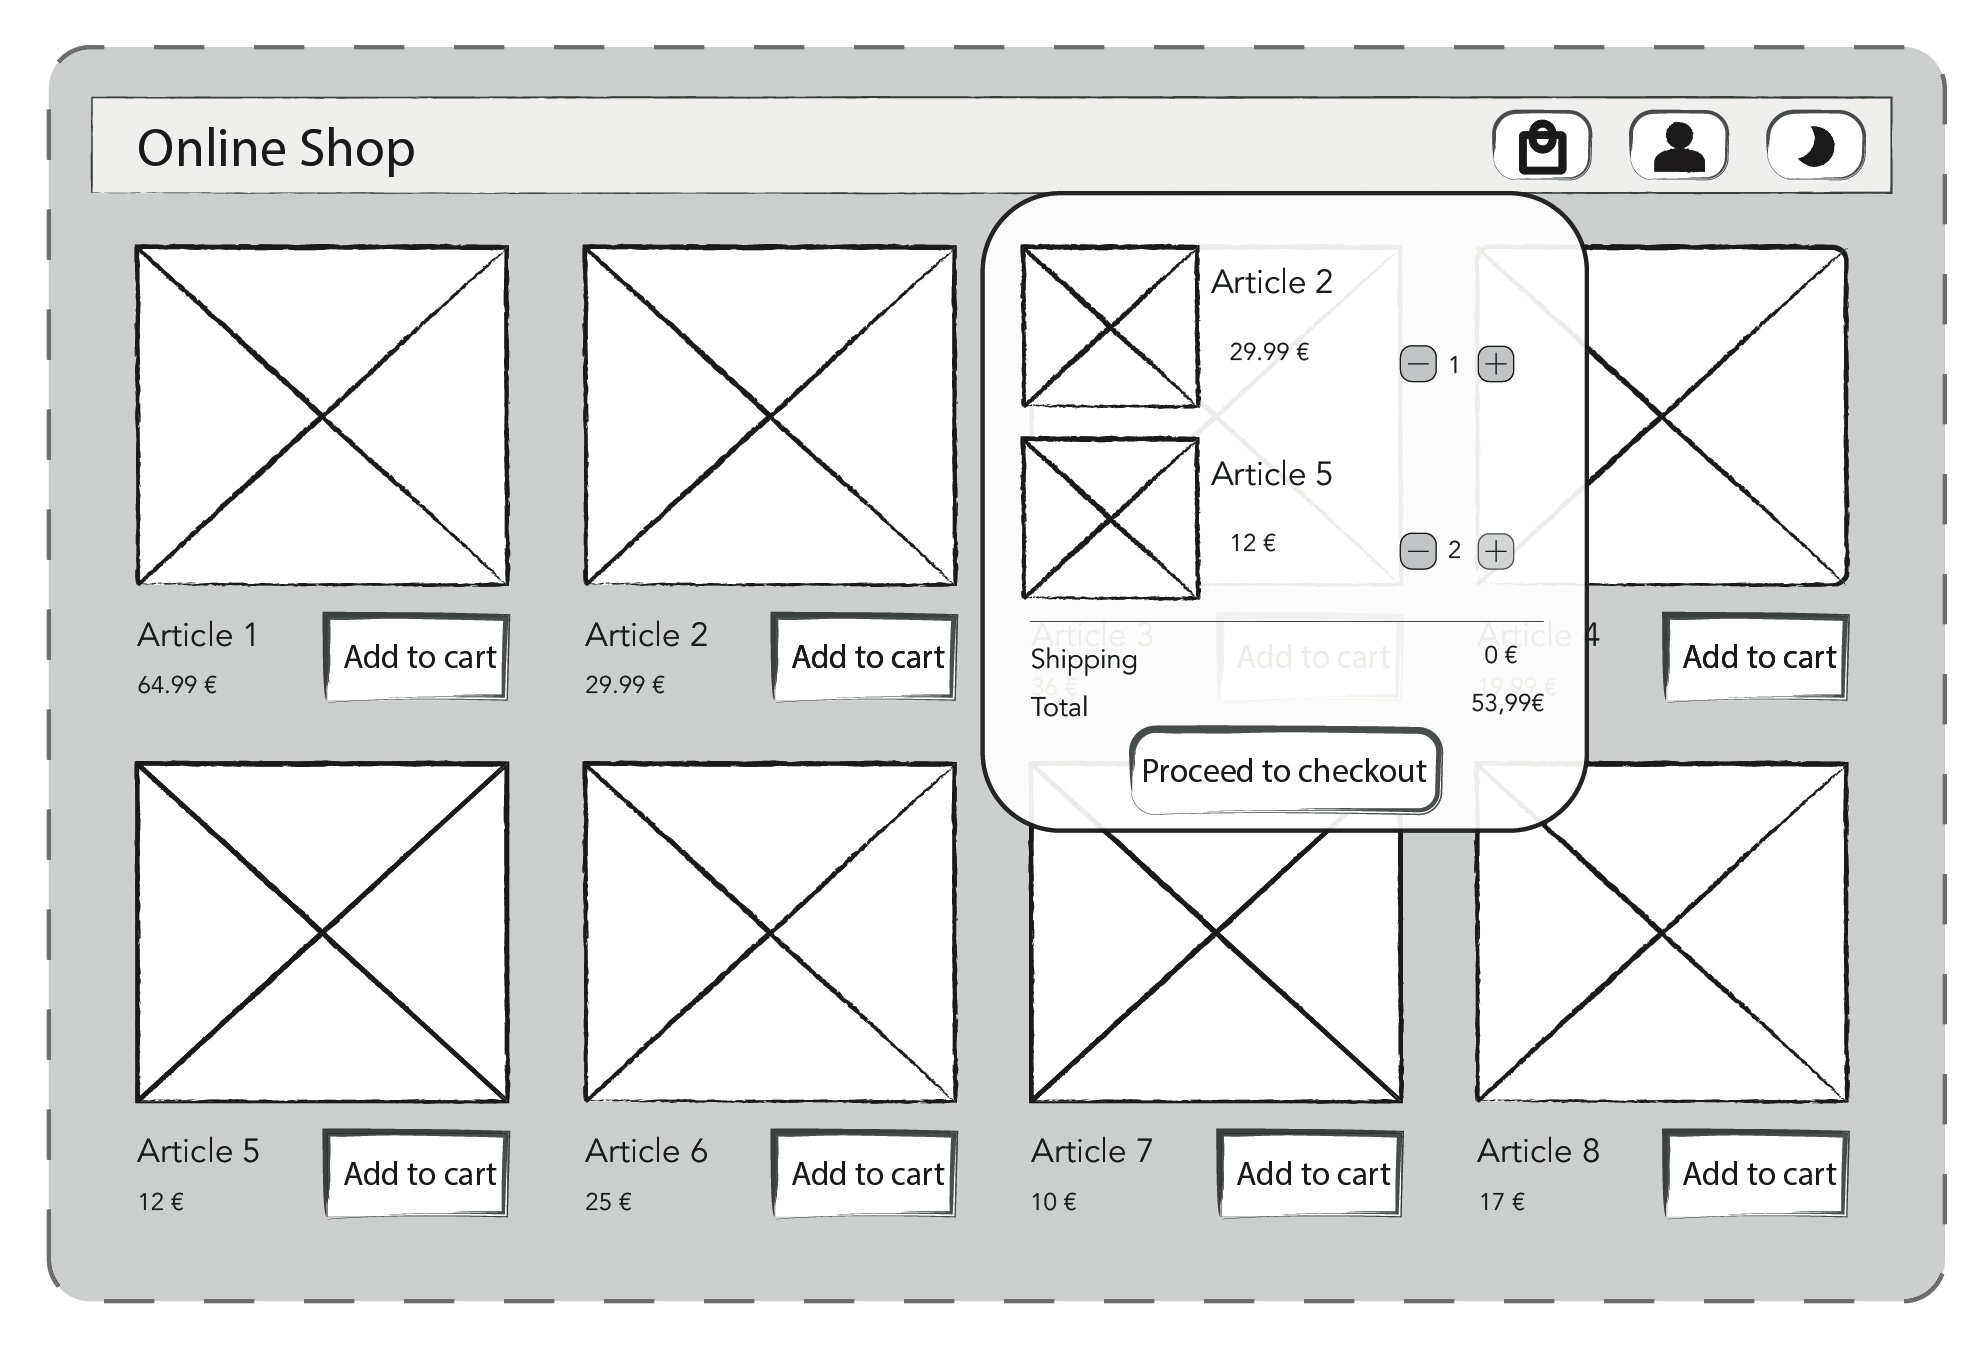 Online Shop
Article 2
29.99 €
1
Article 5
12 €
2
Shipping
0 €
Total
53,99€
Proceed to checkout
Article 1
64.99 €
Add to cart
Article 2
29.99 €
Add to cart
Article 3
36 €
Add to cart
Article 4
19.99 €
Add to cart
Article 5
12 €
Add to cart
Article 6
25 €
Add to cart
Article 7
10 €
Add to cart
Article 8
17 €
Add to cart